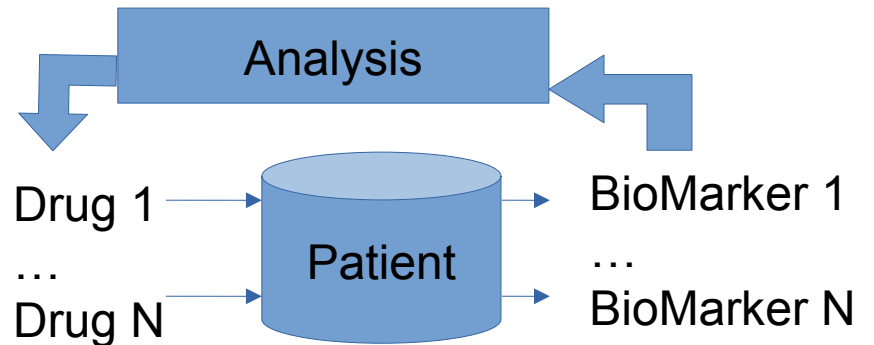 Analysis
Drug 1
…
Drug N
Patient
BioMarker 1
…
BioMarker N